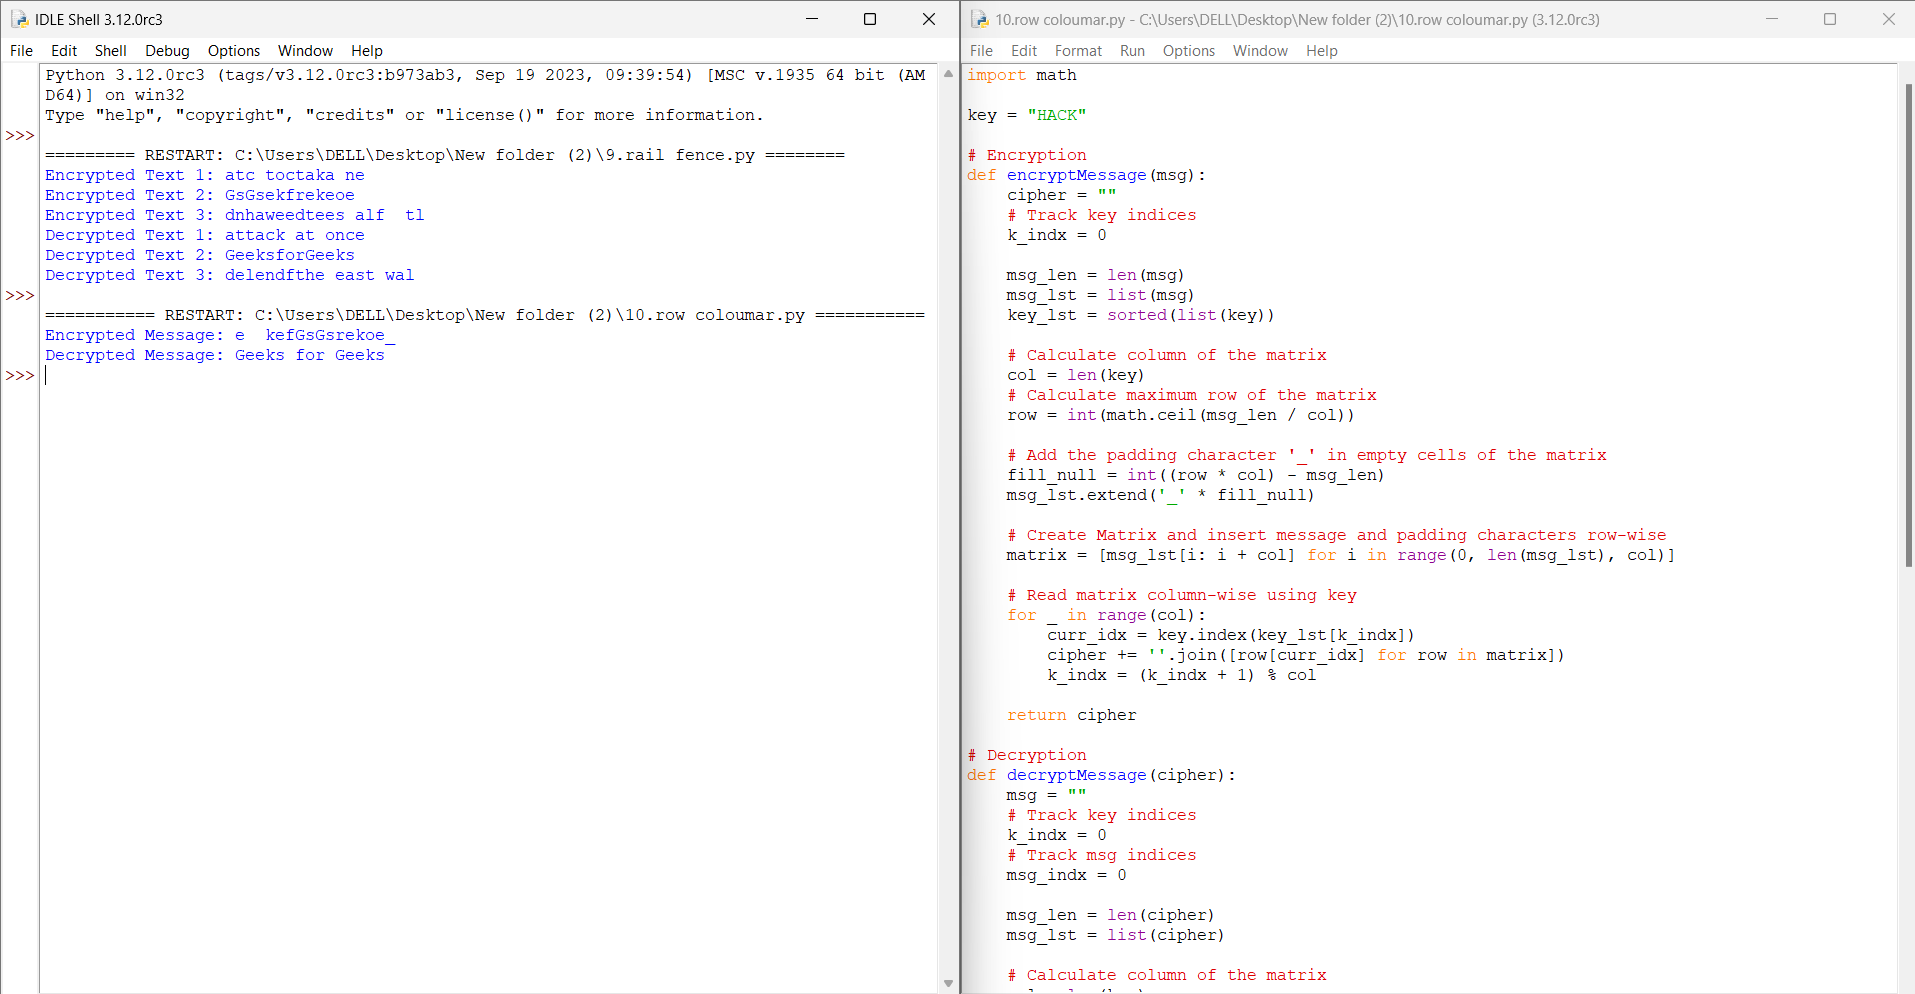 IDLE Shell 3.12.0rc3
File Edit Shell Debug Options Window Help
Python 3.12.0rc3 (tags/v3.12.0rc3:b973ab3, Sep 19 2023, 09:39:54) [MSC v.1935 64 bit (AM
D64)] on win32
Type "help", "copyright", "credits" or "license()" for more information.
>>>
========= RESTART: C:\Users\DELL\Desktop\New folder (2)\9.rail fence.py ========
Encrypted Text 1: atc toctaka ne
Encrypted Text 2: GsGsekfrekeoe
Encrypted Text 3: dnhaweedtees alf  tl
Decrypted Text 1: attack at once
Decrypted Text 2: GeeksforGeeks
Decrypted Text 3: delendfthe east wal
>>>
=========== RESTART: C:\Users\DELL\Desktop\New folder (2)\10.row coloumar.py ===========
Encrypted Message: e  kefGsGsrekoe_
Decrypted Message: Geeks for Geeks
>>>
10.row coloumar.py - C:\Users\DELL\Desktop\New folder (2)\10.row coloumar.py (3.12.0rc3)
File Edit Format Run Options Window Help
import math
key = "HACK"
# Encryption
def encryptMessage(msg):
    cipher = ""
    # Track key indices
    k_indx = 0
    msg_len = len(msg)
    msg_lst = list(msg)
    key_lst = sorted(list(key))
    # Calculate column of the matrix
    col = len(key)
    # Calculate maximum row of the matrix
    row = int(math.ceil(msg_len / col))
    # Add the padding character '_' in empty cells of the matrix
    fill_null = int((row * col) - msg_len)
    msg_lst.extend('_' * fill_null)
    # Create Matrix and insert message and padding characters row-wise
    matrix = [msg_lst[i: i + col] for i in range(0, len(msg_lst), col)]
    # Read matrix column-wise using key
    for _ in range(col):
        curr_idx = key.index(key_lst[k_indx])
        cipher += ''.join([row[curr_idx] for row in matrix])
        k_indx = (k_indx + 1) % col
    return cipher
# Decryption
def decryptMessage(cipher):
    msg = ""
    # Track key indices
    k_indx = 0
    # Track msg indices
    msg_indx = 0
    msg_len = len(cipher)
    msg_lst = list(cipher)
    # Calculate column of the matrix